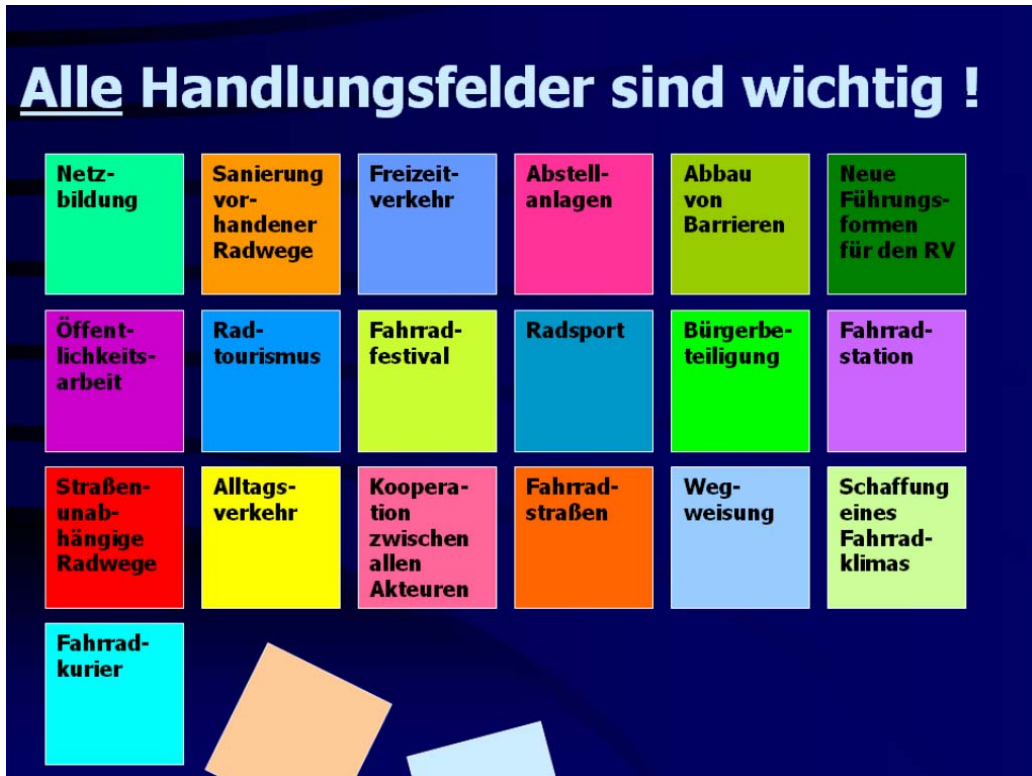 Alle Handlungsfelder sind wichtig !
Netz-
bildung
Sanierung
vor-
handener
Radwege
Freizeit-
verkehr
Abstell-
anlagen
Abbau
von
Barrieren
Neue
Führungs-
formen
für den RV
Öffent-
lichkeits-
arbeit
Rad-
tourismus
Fahrrad-
festival
Radsport
Bürgerbe-
teiligung
Fahrrad-
station
Straßen-
unab-
hängige
Radwege
Alltags-
verkehr
Koopera-
tion
zwischen
allen
Akteuren
Fahrrad-
straßen
Weg-
weisung
Schaffung
eines
Fahrrad-
klimas
Fahrrad-
kurier